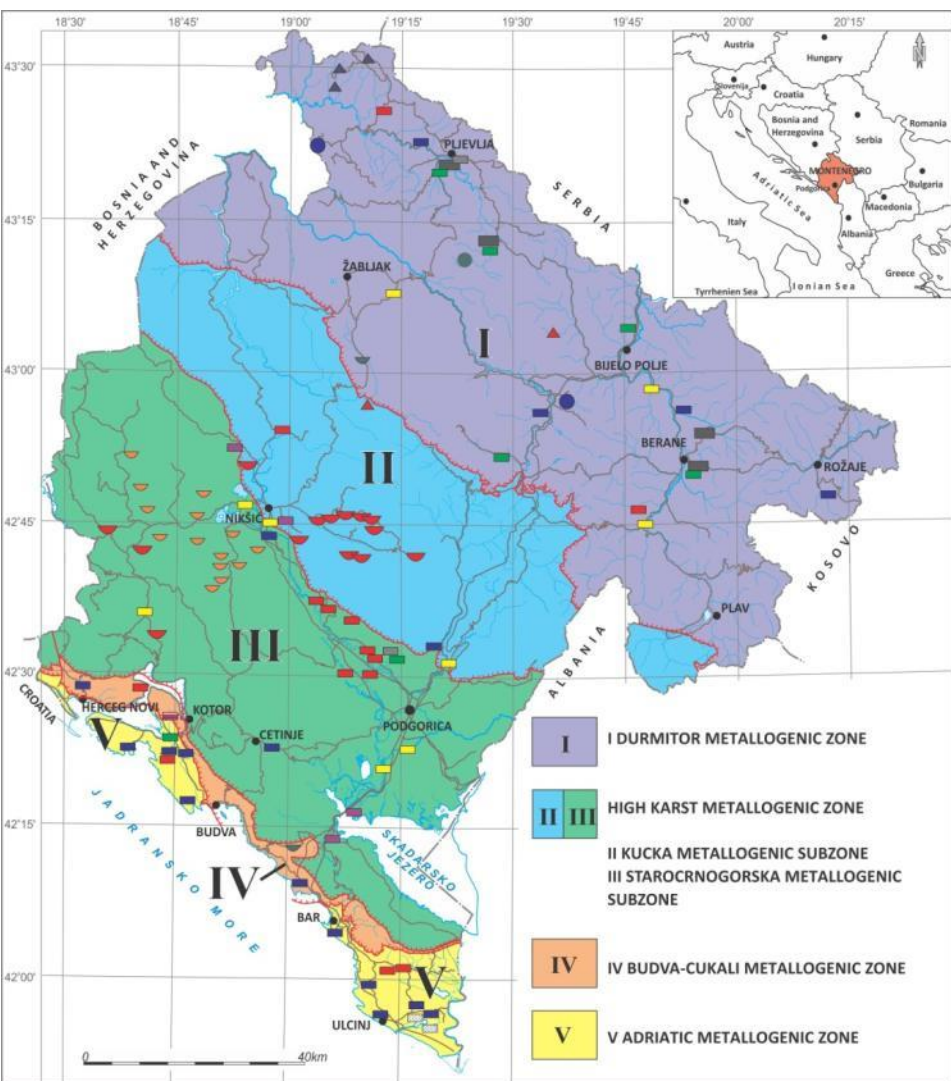 18'30 18'45 19'00 19'15 19'30 19'45 20'00 20'15
43'30
43'15
43'00
42'45
42'30
42'15
42'00
Austria
Hungary
N
Slovenija
Croatia
Romania
Bosnia and
Herzegovina
Serbia
MONTENEGRO
Podgorica
Bulgaria
Adriatic Sea
Macedonia
Italy
Albania
Greece
Tyrrhenien Sea
Ionian Sea
BOSNIA AND
HERZEGOVINA
PLJEVLJA
SERBIA
ŽABLJAK
I
BIJELO POLJE
BERANE
ROŽAJE
II
NIKŠIĆ
KOSOVO
PLAV
III
ALBANIA
CROATIA
HERCEG NOVI
V
KOTOR
CETINJE
PODGORICA
BUDVA
JADRANSKO MORE
SKADARSKO
JEZERO
IV
BAR
V
ULCINJ
0 40km
I I DURMITOR METALLOGENIC ZONE
II III HIGH KARST METALLOGENIC ZONE
II KUCKA METALLOGENIC SUBZONE
III STAROCRNOGORSKA METALLOGENIC
SUBZONE
IV IV BUDVA-CUKALI METALLOGENIC ZONE
V V ADRIATIC METALLOGENIC ZONE